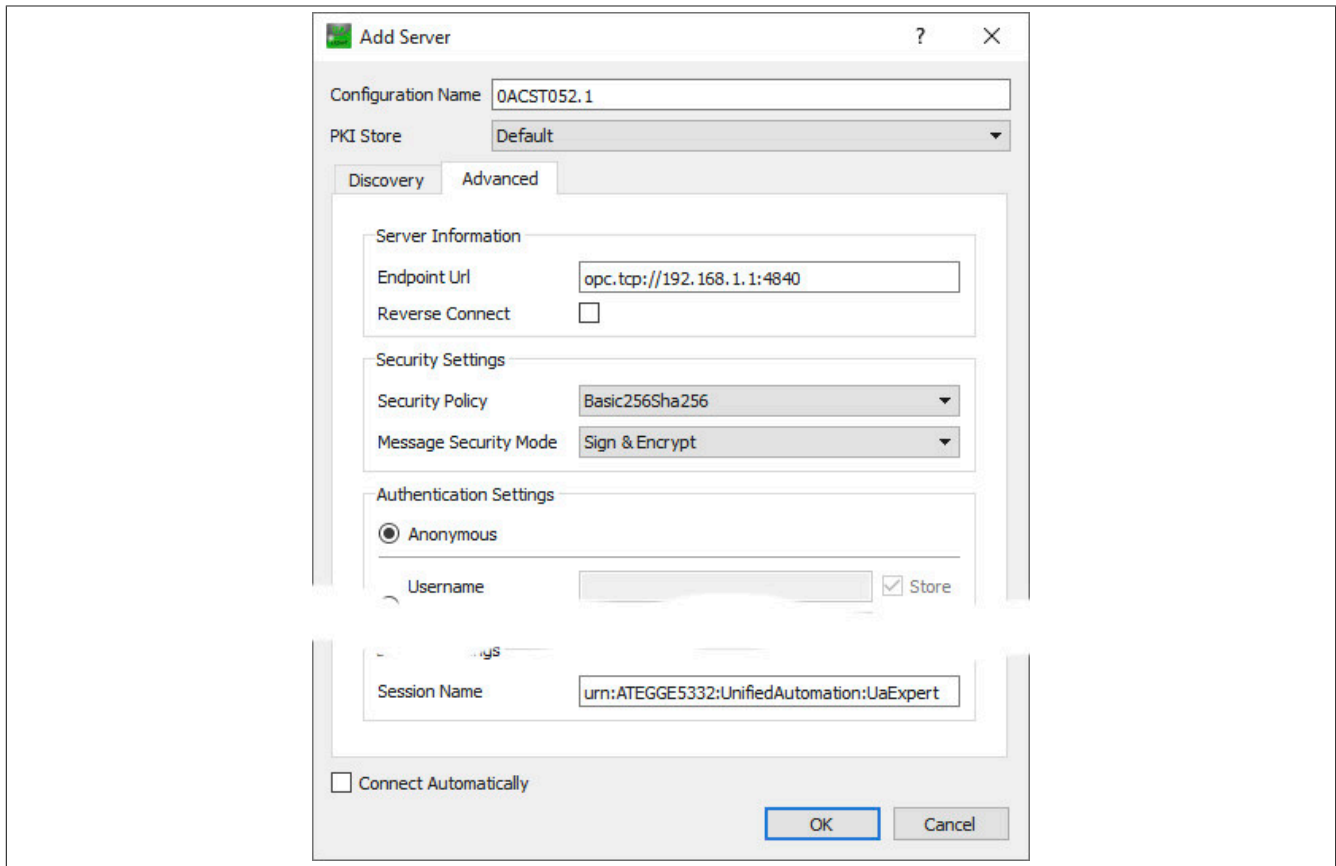 Add Server
?
Configuration Name 0ACST052.1
PKI Store Default
Discovery Advanced
Server Information
Endpoint Url opc.tcp://192.168.1.1:4840
Reverse Connect
Security Settings
Security Policy Basic256Sha256
Message Security Mode Sign & Encrypt
Authentication Settings
Anonymous
Username Store
Session Name urn:ATEGGE5332:UnifiedAutomation:UaExpert
Connect Automatically
OK Cancel